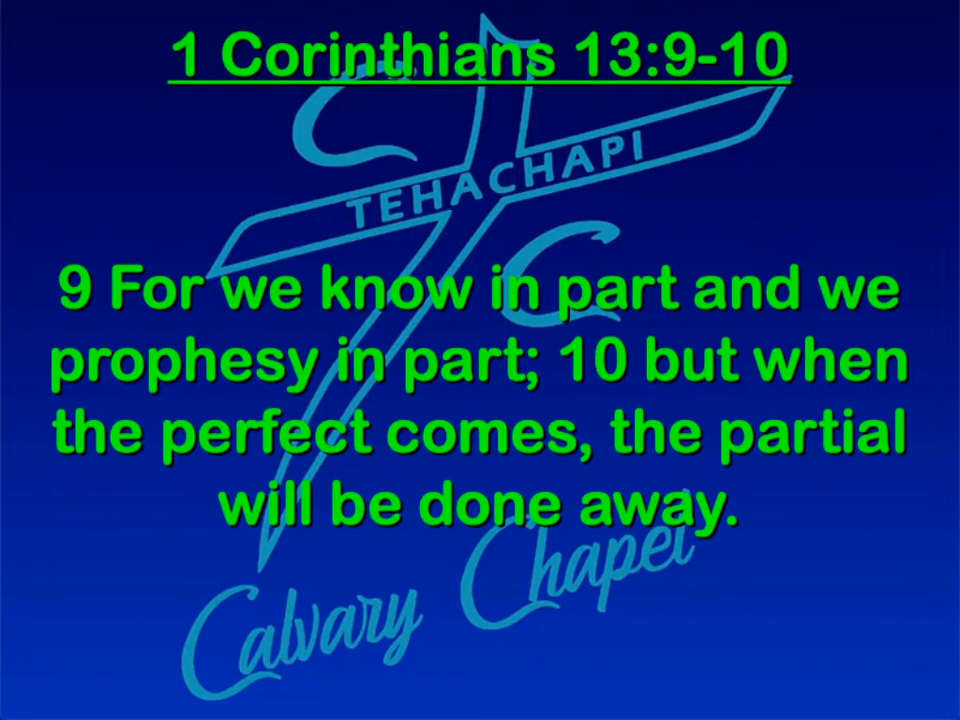 1 Corinthians 13:9-10
TEHACHAPI
9 For we know in part and we
prophesy in part; 10 but when
the perfect comes, the partial
will be done away.
Calvary Chapel